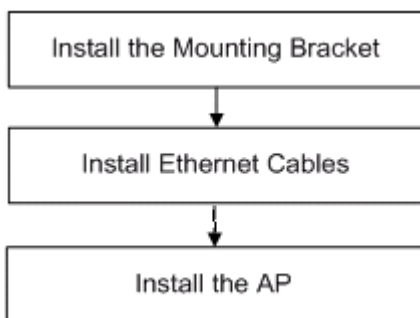 Install the Mounting Bracket
Install Ethernet Cables
Install the AP